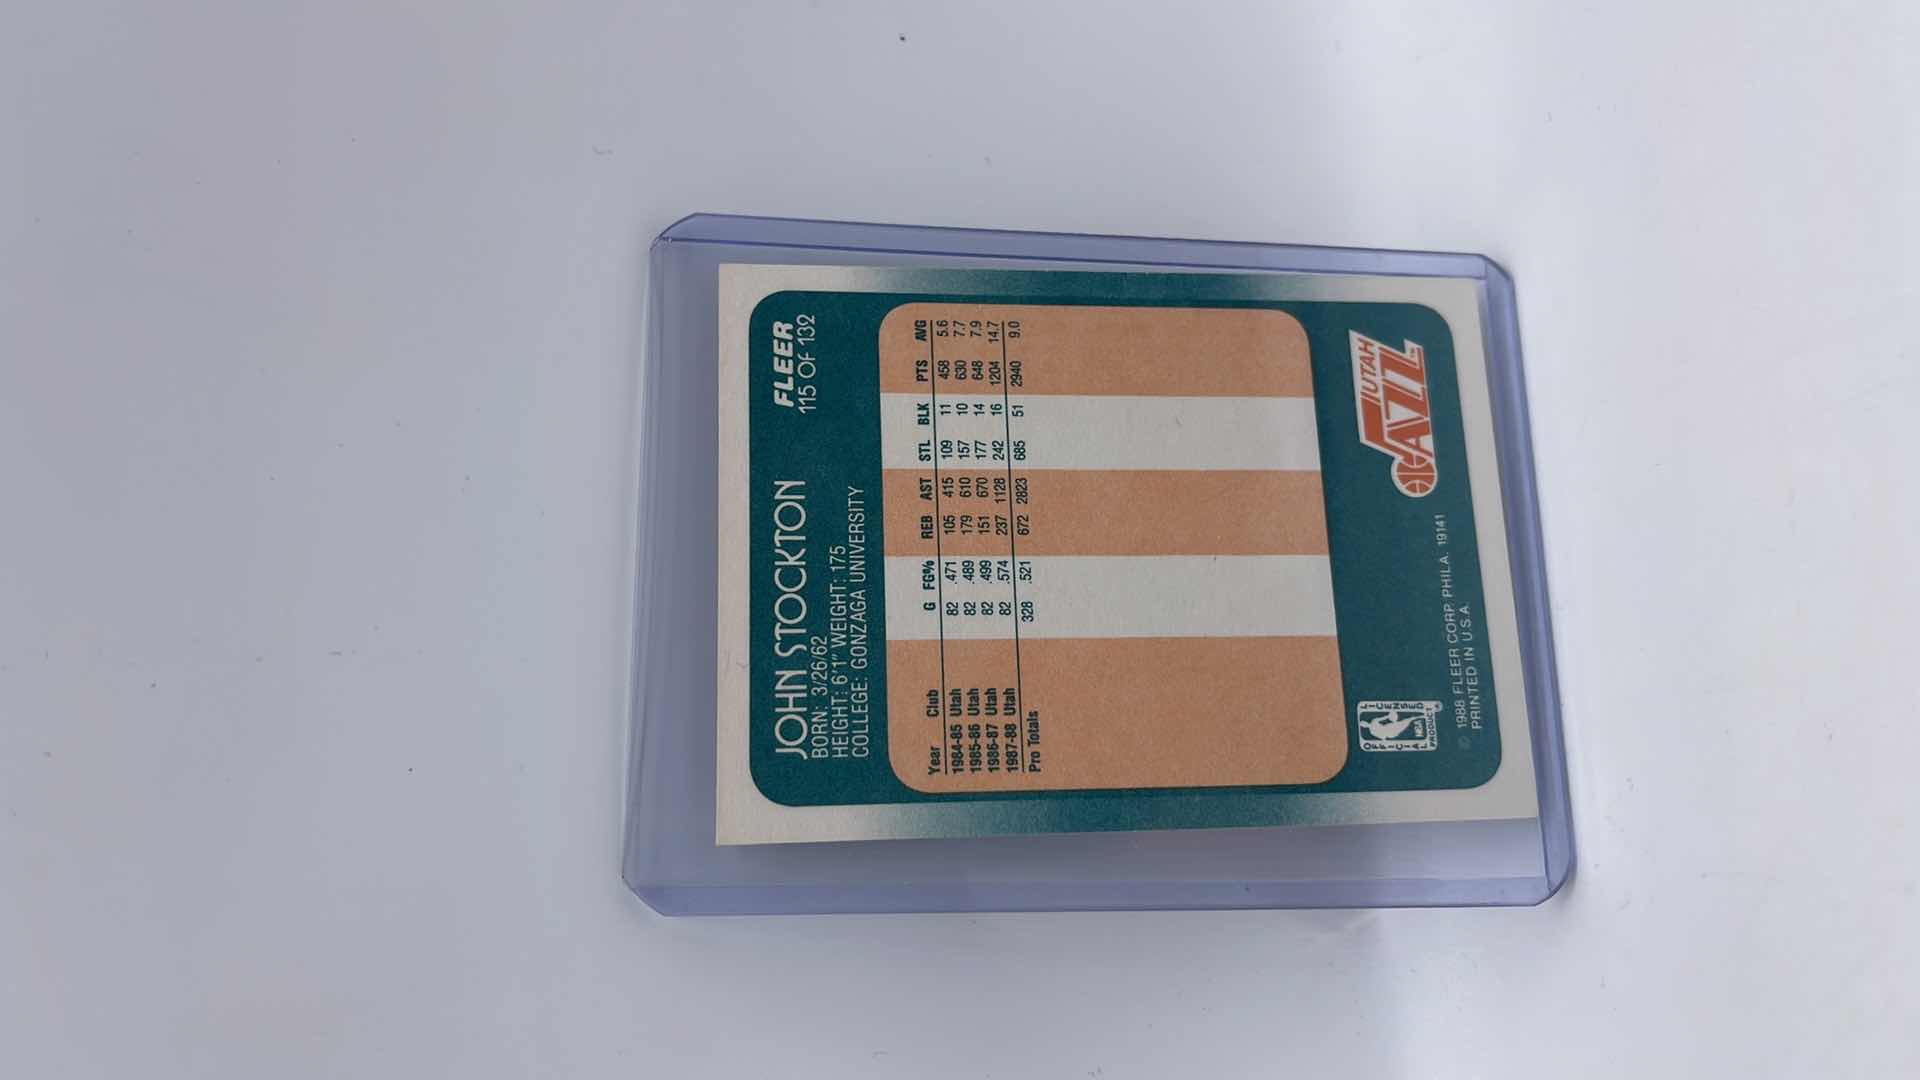 FLEER
115 OF 132
JOHN STOCKTON
BORN: 3/26/62
HEIGHT: 6'1" WEIGHT: 175
COLLEGE: GONZAGA UNIVERSITY
Year Club G FG% REB AST STL BLK PTS AVG
1984-85 Utah 82 .471 105 415 109 11 458 5.6
1985-86 Utah 82 .489 179 610 157 10 630 7.7
1986-87 Utah 82 .499 151 670 177 14 648 7.9
1987-88 Utah 82 .574 237 1128 242 16 1204 14.7
Pro Totals 328 .521 672 2823 685 51 2940 9.0
OFFICIAL LICENSED
NBA
PRODUCT
®
© 1988 FLEER CORP. PHILA. 19141
PRINTED IN U.S.A.
UTAH
JAZZ
™